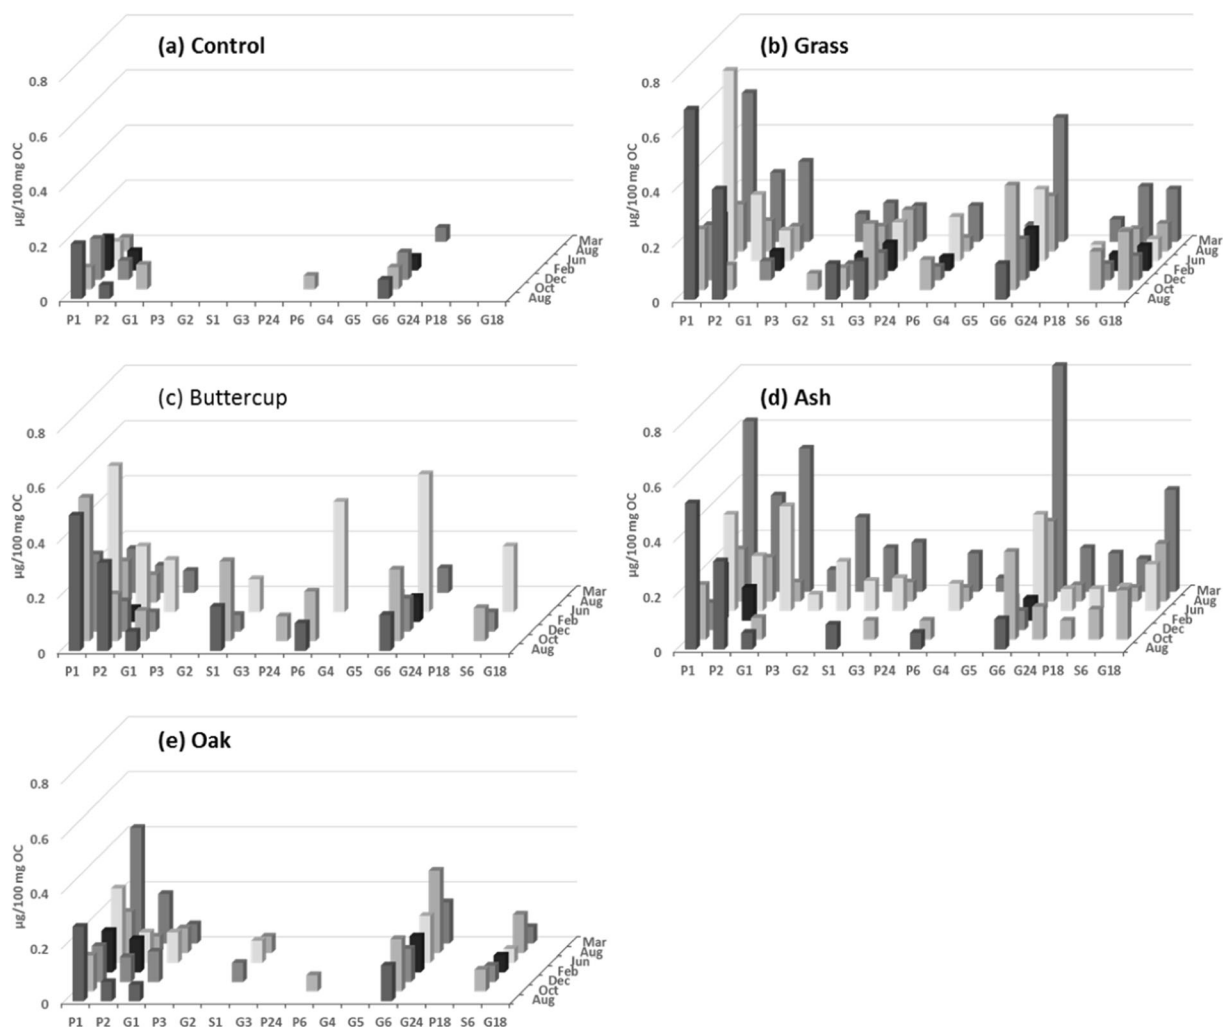 (a) Control
µg/100 mg OC
0.8
0.6
0.4
0.2
0
P1 P2 G1 P3 G2 S1 G3 P24 P6 G4 G5 G6 G24 P18 S6 G18
Mar
Aug
Jun
Feb
Dec
Oct
Aug
(b) Grass
µg/100 mg OC
0.8
0.6
0.4
0.2
0
P1 P2 G1 P3 G2 S1 G3 P24 P6 G4 G5 G6 G24 P18 S6 G18
Mar
Aug
Jun
Feb
Dec
Oct
Aug
(c) Buttercup
µg/100 mg OC
0.8
0.6
0.4
0.2
0
P1 P2 G1 P3 G2 S1 G3 P24 P6 G4 G5 G6 G24 P18 S6 G18
Mar
Aug
Jun
Feb
Dec
Oct
Aug
(d) Ash
µg/100 mg OC
0.8
0.6
0.4
0.2
0
P1 P2 G1 P3 G2 S1 G3 P24 P6 G4 G5 G6 G24 P18 S6 G18
Mar
Aug
Jun
Feb
Dec
Oct
Aug
(e) Oak
µg/100 mg OC
0.8
0.6
0.4
0.2
0
P1 P2 G1 P3 G2 S1 G3 P24 P6 G4 G5 G6 G24 P18 S6 G18
Mar
Aug
Jun
Feb
Dec
Oct
Aug